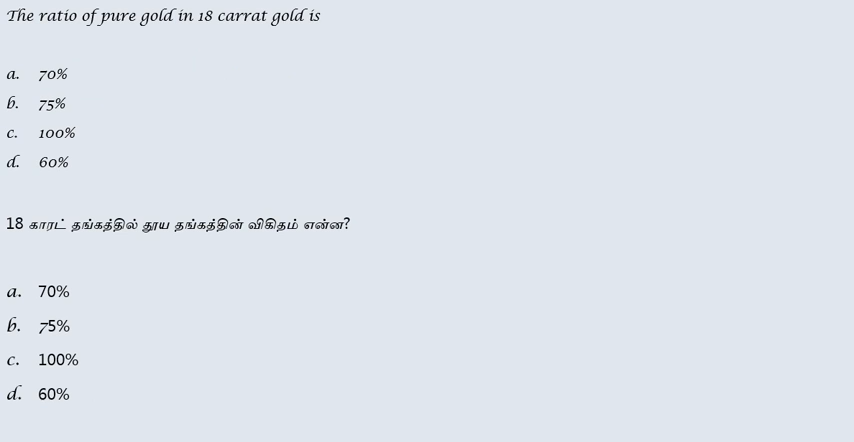 The ratio of pure gold in 18 carrat gold is
a. 70%
b. 75%
c. 100%
d. 60%
18 காரட் தங்கத்தில் தூய தங்கத்தின் விகிதம் என்ன?
a. 70%
b. 75%
c. 100%
d. 60%